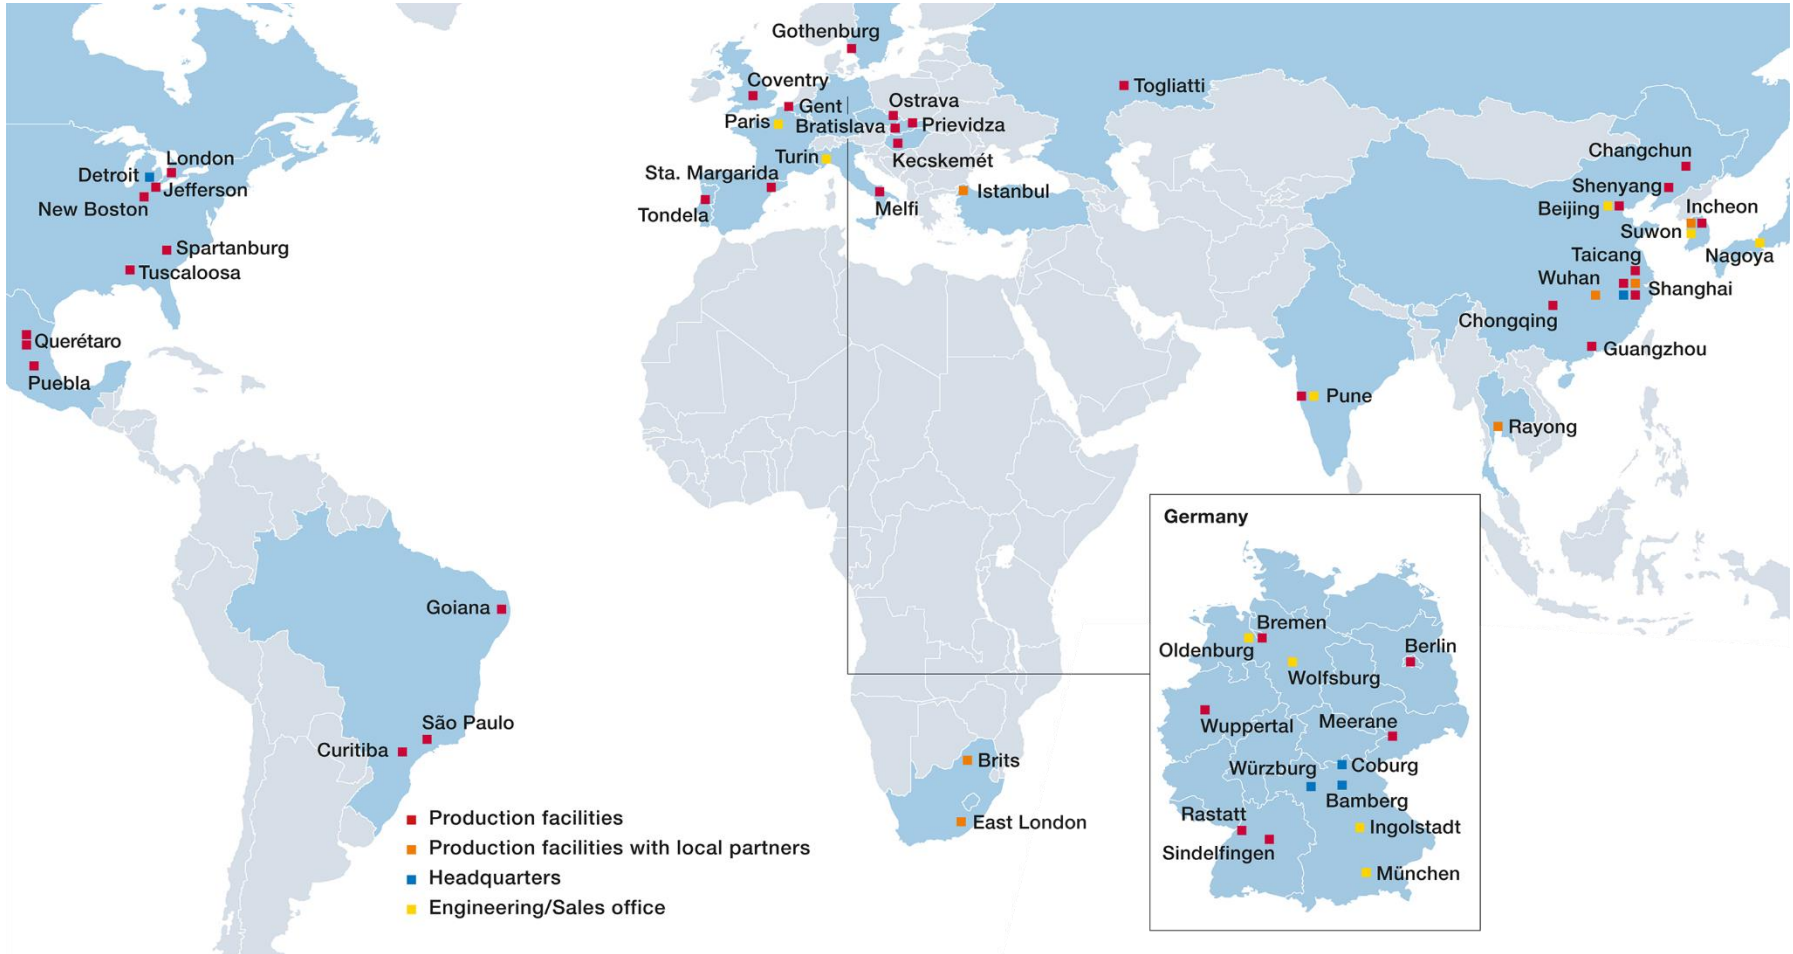 Gothenburg
Coventry
Togliatti
Ostrava
Gent
Paris
Bratislava
Prievidza
Changchun
London
Turin
Kecskemét
Detroit
Sta. Margarida
Shenyang
Jefferson
Istanbul
New Boston
Tondela
Melfi
Beijing
Incheon
Suwon
Spartanburg
Nagoya
Tuscaloosa
Taicang
Wuhan
Shanghai
Chongqing
Querétaro
Guangzhou
Puebla
Pune
Rayong
Germany
Goiana
Bremen
Oldenburg
Berlin
Wolfsburg
São Paulo
Wuppertal
Meerane
Curitiba
Brits
Würzburg
Coburg
Bamberg
Rastatt
East London
Ingolstadt
Sindelfingen
München
Production facilities
Production facilities with local partners
Headquarters
Engineering/Sales office